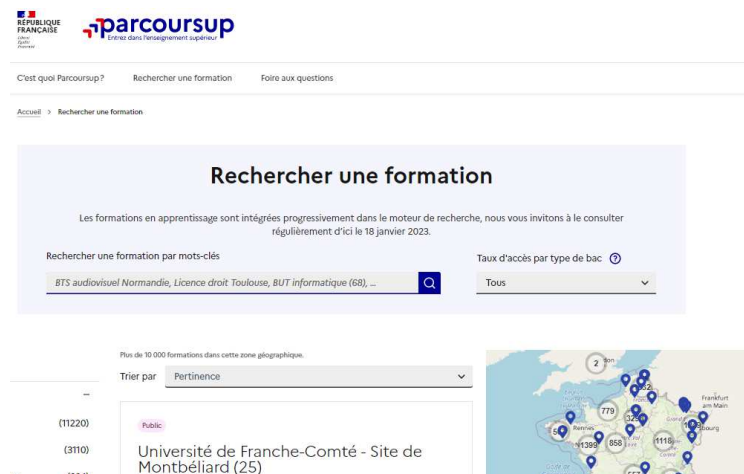 RÉPUBLIQUE
FRANÇAISE
Liberté
Égalité
Fraternité
parcoursup
Entrez dans l'enseignement supérieur
C'est quoi Parcoursup?
Rechercher une formation
Foire aux questions
Accueil > Rechercher une formation
Rechercher une formation
Les formations en apprentissage sont intégrées progressivement dans le moteur de recherche, nous vous invitons à le consulter
régulièrement d'ici le 18 janvier 2023.
Rechercher une formation par mots-clés
Taux d'accès par type de bac ?
BTS audiovisuel Normandie, Licence droit Toulouse, BUT informatique (68), ...
Tous
Plus de 10 000 formations dans cette zone géographique.
Trier par
Pertinence
(11220)
(3110)
Public
Université de Franche-Comté - Site de
Montbéliard (25)
2
779
Frankfurt
am Main
Rennes
1399
858
1118